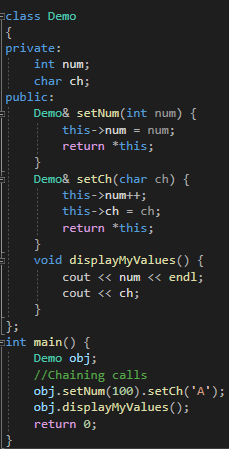 class Demo
{
private:
    int num;
    char ch;
public:
    Demo& setNum(int num) {
        this->num = num;
        return *this;
    }
    Demo& setCh(char ch) {
        this->num++;
        this->ch = ch;
        return *this;
    }
    void displayMyValues() {
        cout << num << endl;
        cout << ch;
    }
};
int main() {
    Demo obj;
    //Chaining calls
    obj.setNum(100).setCh('A');
    obj.displayMyValues();
    return 0;
}